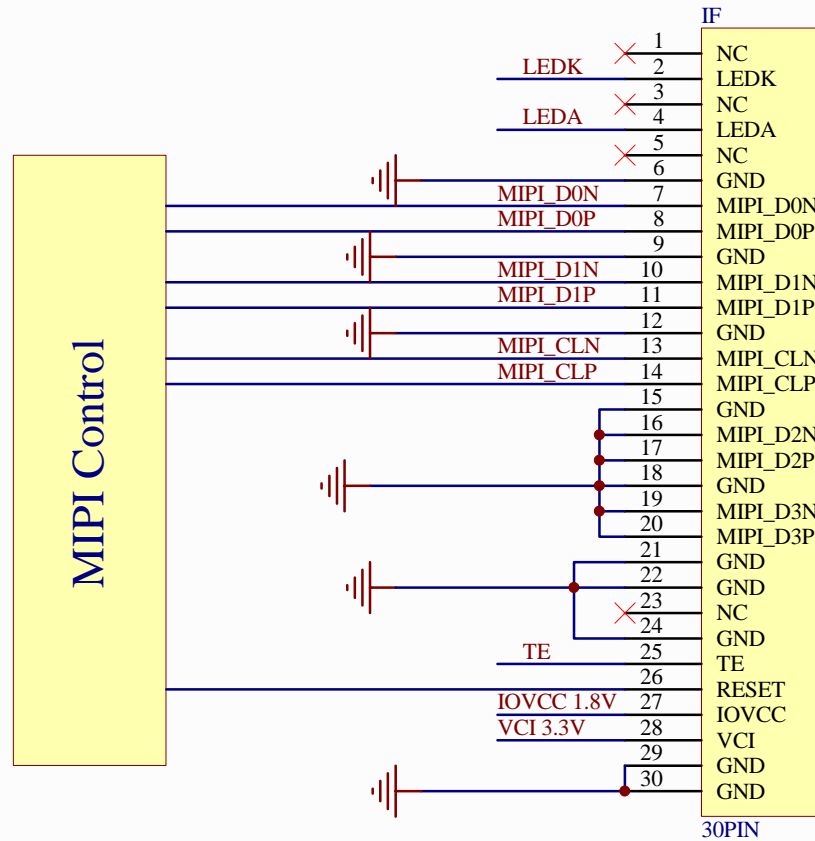 IF
1 NC
LEDK 2 LEDK
3 NC
LEDA 4 LEDA
5 NC
6 GND
MIPI_D0N 7 MIPI_D0N
MIPI_D0P 8 MIPI_D0P
9 GND
MIPI_D1N 10 MIPI_D1N
MIPI_D1P 11 MIPI_D1P
12 GND
MIPI_CLN 13 MIPI_CLN
MIPI_CLP 14 MIPI_CLP
15 GND
16 MIPI_D2N
17 MIPI_D2P
18 GND
19 MIPI_D3N
20 MIPI_D3P
21 GND
22 GND
23 NC
24 GND
TE 25 TE
26 RESET
IOVCC 1.8V 27 IOVCC
VCI 3.3V 28 VCI
29 GND
30 GND
30PIN
MIPI Control